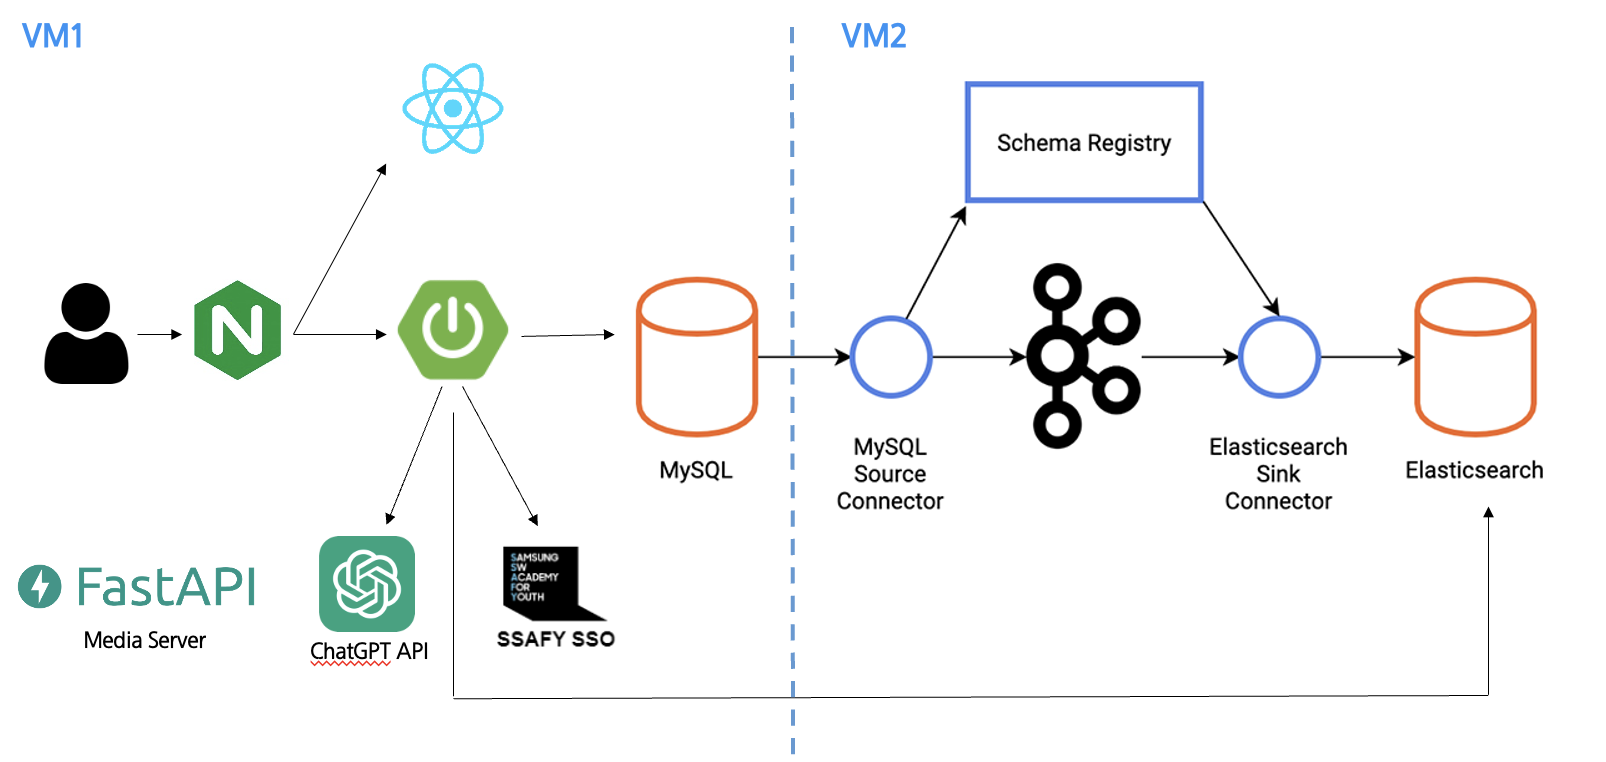 VM1
VM2
Schema Registry
N
MySQL
MySQL
Source
Connector
Elasticsearch
Sink
Connector
Elasticsearch
FastAPI
Media Server
ChatGPT API
SAMSUNG
SW
ACADEMY
FOR
YOUTH
SSAFY SSO